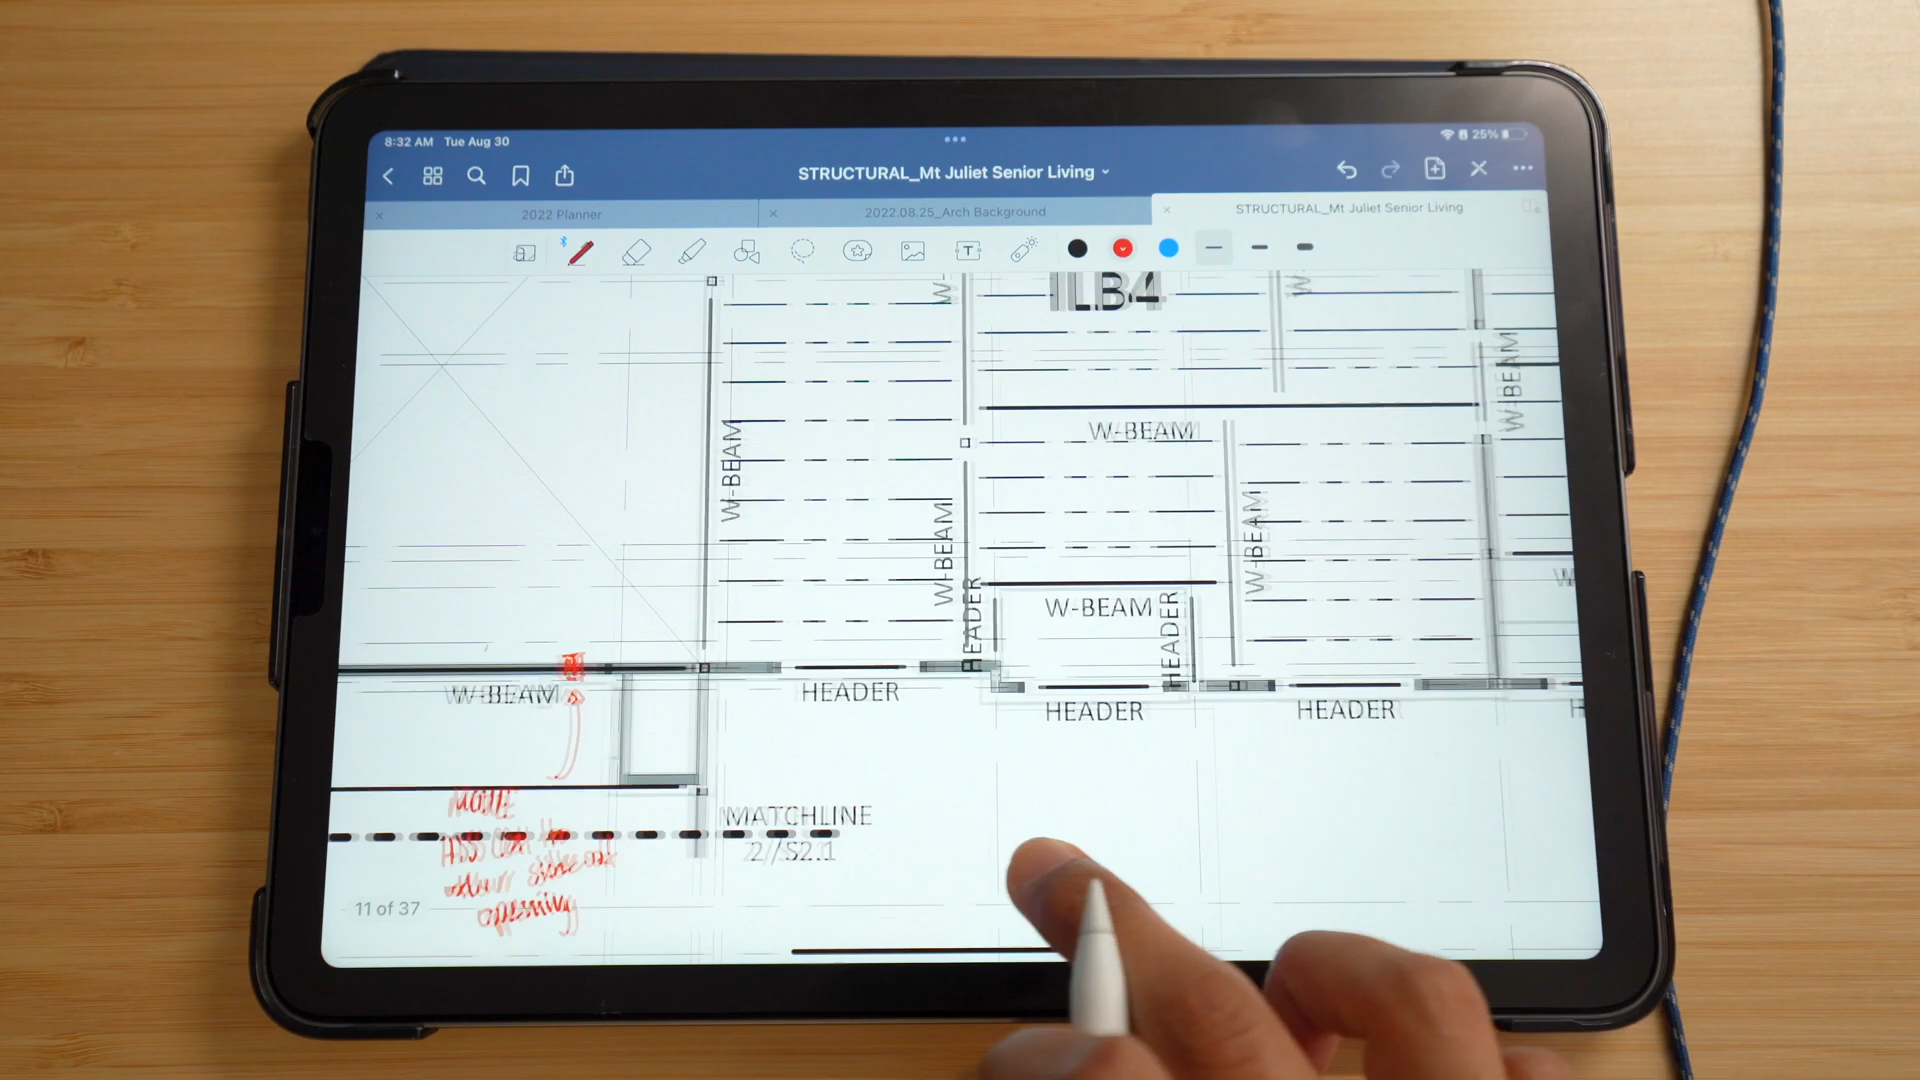 8:32 AM Tue Aug 30
25%
STRUCTURAL_Mt Juliet Senior Living
2022 Planner
2022.08.25_Arch Background
STRUCTURAL_Mt Juliet Senior Living
T
LB4
W-
W-
W-BEAM
W-BEAM
W-BEAM
W-BEAM
W-BEAM
HEADER
W-BEAM
HEADER
W-BEAM
HEADER
HEADER
HEADER
MOVE
HSS
opening
MATCHLINE
2/S2.1
11 of 37